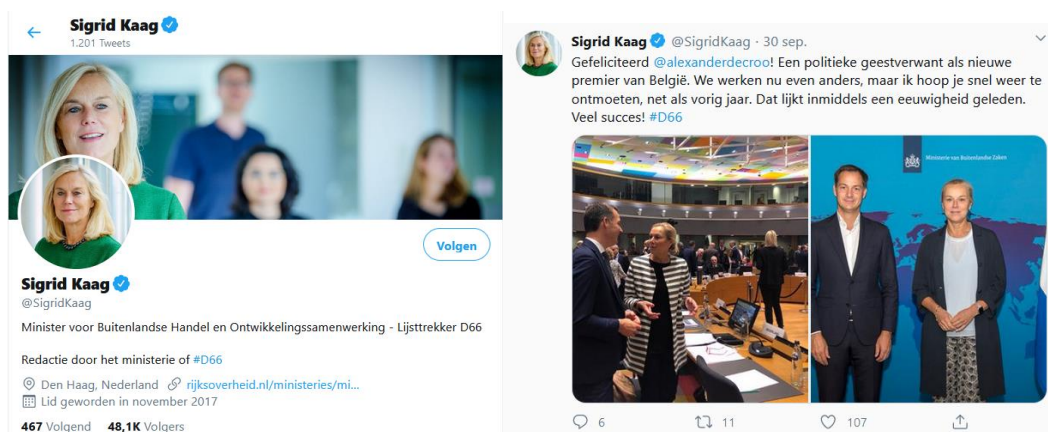 Sigrid Kaag
1.201 Tweets
Volgen
Sigrid Kaag
@SigridKaag
Minister voor Buitenlandse Handel en Ontwikkelingssamenwerking - Lijsttrekker D66
Redactie door het ministerie of #D66
Den Haag, Nederland rijksoverheid.nl/ministeries/mi...
Lid geworden in november 2017
467 Volgend 48,1K Volgers
Sigrid Kaag @SigridKaag · 30 sep.
Gefeliciteerd @alexanderdecroo! Een politieke geestverwant als nieuwe
premier van België. We werken nu even anders, maar ik hoop je snel weer te
ontmoeten, net als vorig jaar. Dat lijkt inmiddels een eeuwigheid geleden.
Veel succes! #D66
Ministerie van Buitenlandse Zaken
6 11 107